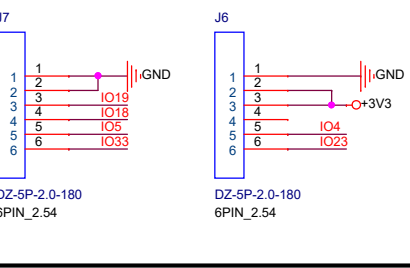 J7
1 1 GND
2 2
3 3 IO19
4 4 IO18
5 5 IO5
6 6 IO33
DZ-5P-2.0-180
6PIN_2.54
J6
1 1 GND
2 2
3 3 +3V3
4 4
5 5 IO4
6 6 IO23
DZ-5P-2.0-180
6PIN_2.54